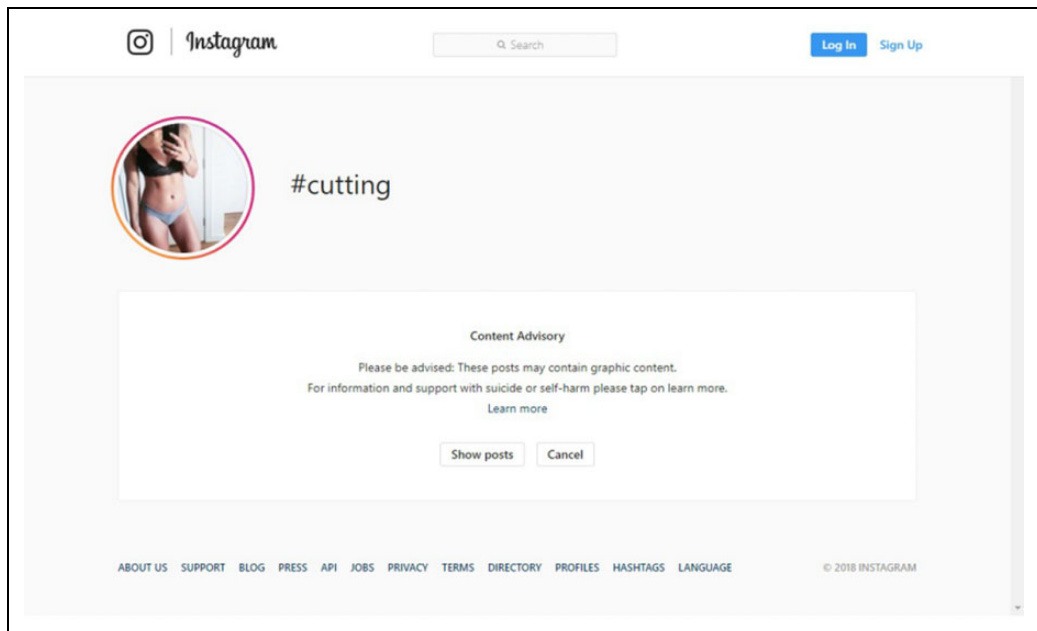 Instagram
Search
Log In
Sign Up
#cutting
Content Advisory
Please be advised: These posts may contain graphic content.
For information and support with suicide or self-harm please tap on learn more.
Learn more
Show posts
Cancel
ABOUT US SUPPORT BLOG PRESS API JOBS PRIVACY TERMS DIRECTORY PROFILES HASHTAGS LANGUAGE
© 2018 INSTAGRAM